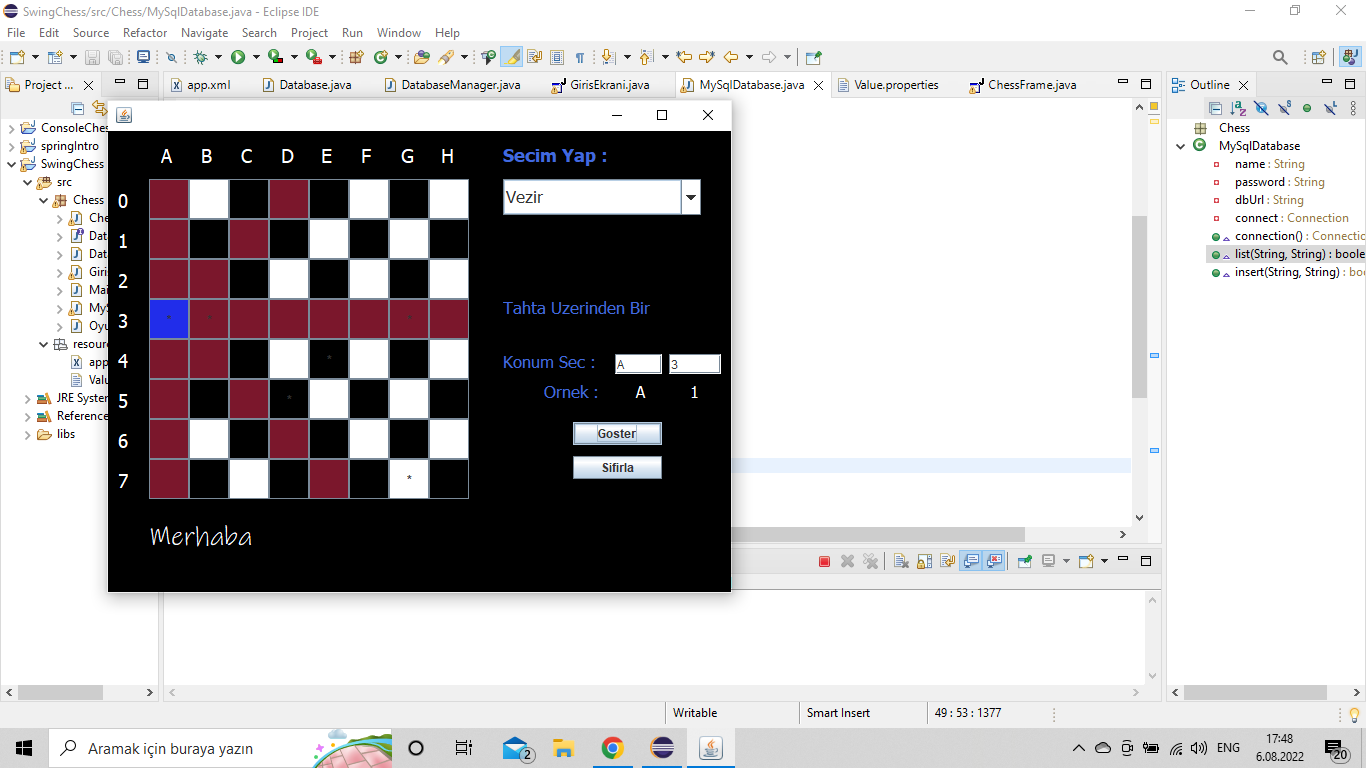 SwingChess/src/Chess/MySqlDatabase.java - Eclipse IDE
File Edit Source Refactor Navigate Search Project Run Window Help
Project ...
app.xml Database.java DatabaseManager.java GirisEkrani.java MySqlDatabase.java Value.properties ChessFrame.java
Outline
ConsoleChes
springIntro
SwingChess
src
Chess
Che
Dat
Dat
Giri
Mai
MyS
Oyu
resourc
app
Valu
JRE System
Reference
libs
A B C D E F G H
0
1
2
3 * * *
4 *
5 *
6
7 *
Merhaba
Secim Yap :
Vezir
Tahta Uzerinden Bir
Konum Sec : A 3
Ornek : A 1
Goster
Sifirla
Chess
MySqlDatabase
name : String
password : String
dbUrl : String
connect : Connection
connection() : Connectio
list(String, String) : boole
insert(String, String) : boo
Writable Smart Insert 49 : 53 : 1377
Aramak için buraya yazın
2
ENG
17:48
6.08.2022
20